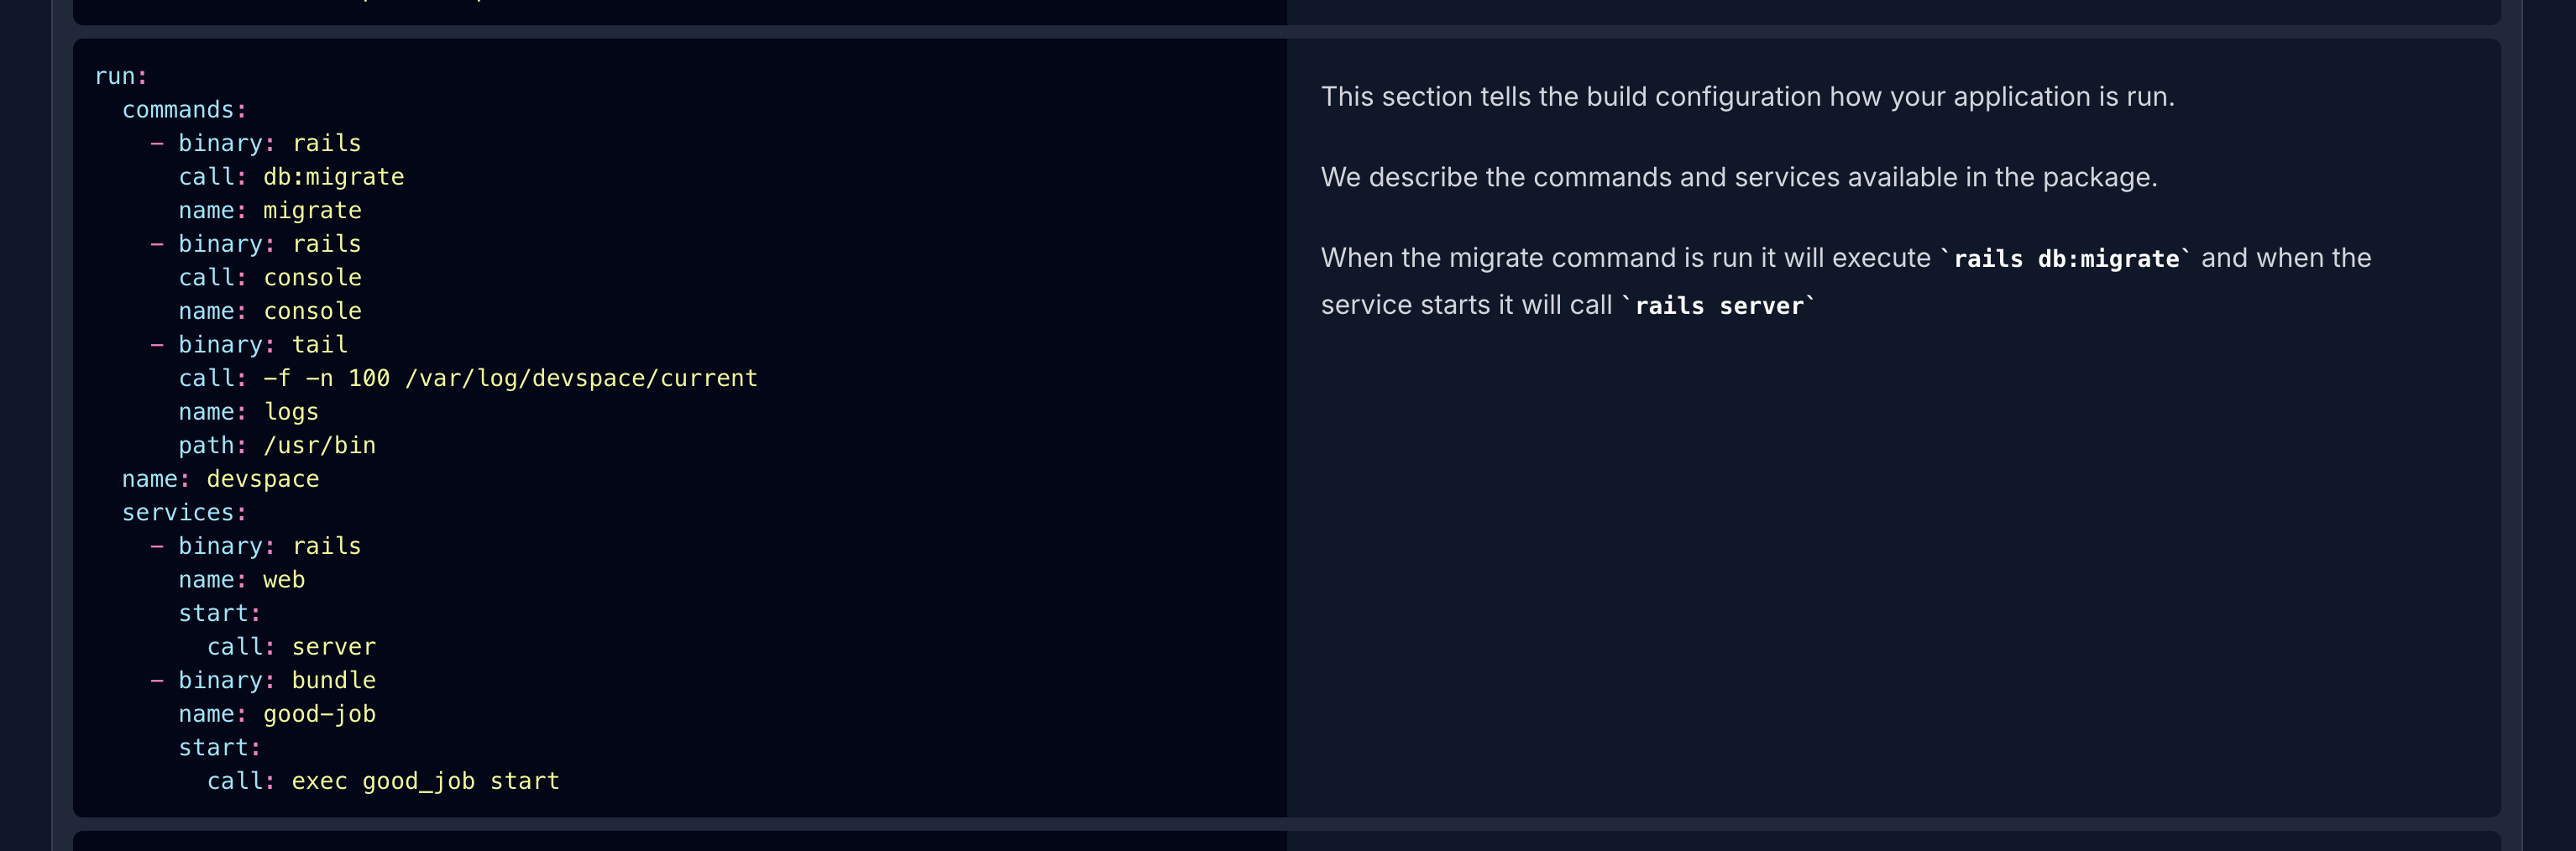 run:
  commands:
    - binary: rails
      call: db:migrate
      name: migrate
    - binary: rails
      call: console
      name: console
    - binary: tail
      call: -f -n 100 /var/log/devspace/current
      name: logs
      path: /usr/bin
  name: devspace
  services:
    - binary: rails
      name: web
      start:
        call: server
    - binary: bundle
      name: good-job
      start:
        call: exec good_job start
This section tells the build configuration how your application is run.
We describe the commands and services available in the package.
When the migrate command is run it will execute `rails db:migrate` and when the
service starts it will call `rails server`